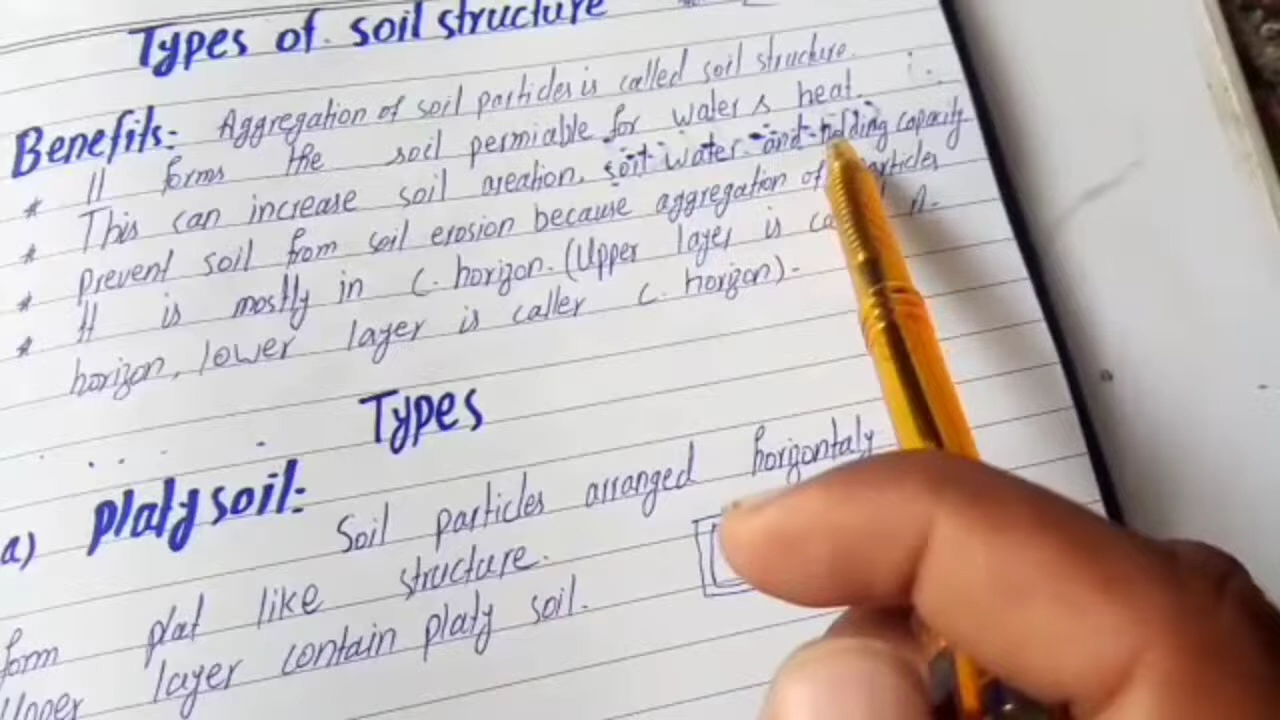 Types of soil structure
Benefits:- Aggregation of soil particles is called soil structure.
* It forms the soil permiable for water & heat.
* This can increase soil areation, soit water and holding capacity
* prevent soil from soil erosion because aggregation of particles
* It is mostly in C. horizon. (Upper layer is A.
horizon, lower layer is caller C. horizon).
Types
a) platy soil:-
Soil particles arranged horizontaly
form plat like structure.
Upper layer contain platy soil.